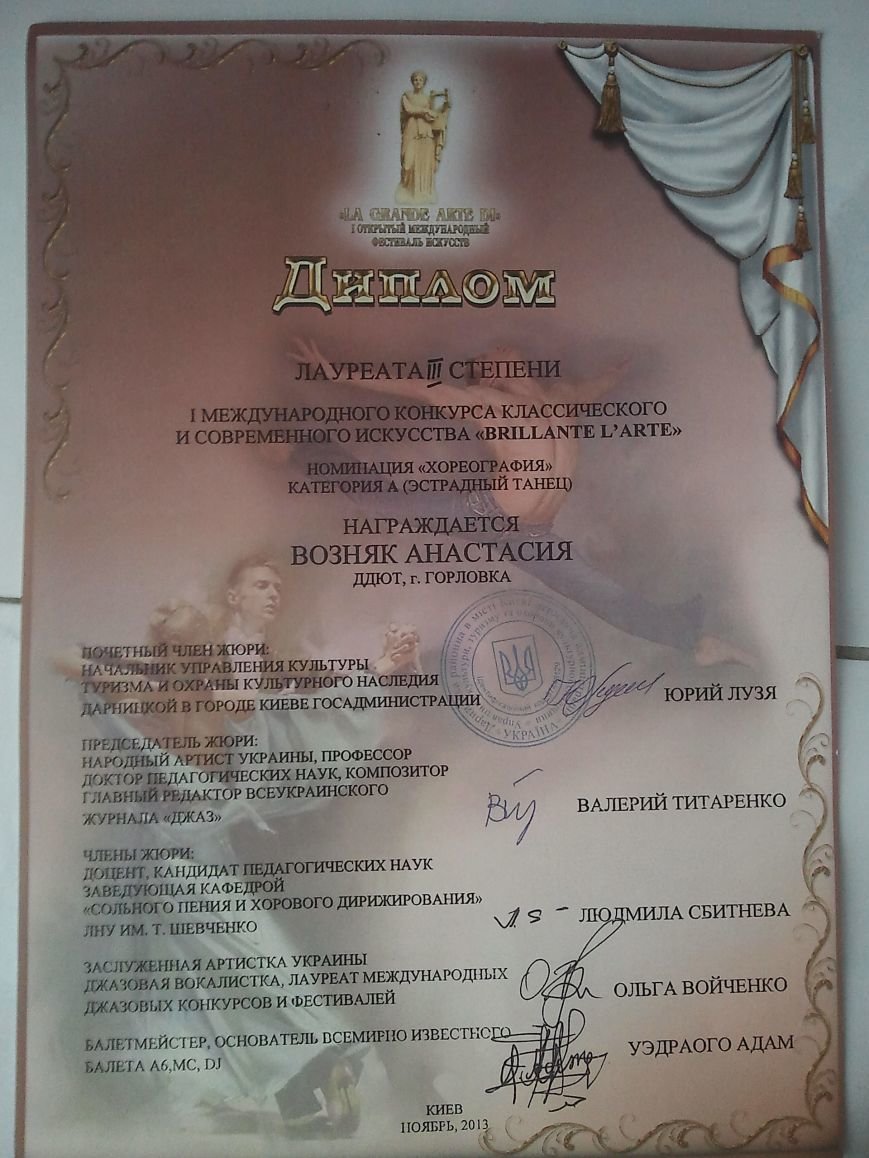 «LA GRANDE ARTE DI»
I ОТКРЫТЫЙ МЕЖДУНАРОДНЫЙ
ФЕСТИВАЛЬ ИСКУССТВ
ДИПЛОМ
ЛАУРЕАТА III СТЕПЕНИ
I МЕЖДУНАРОДНОГО КОНКУРСА КЛАССИЧЕСКОГО
И СОВРЕМЕННОГО ИСКУССТВА «BRILLANTE L’ARTE»
НОМИНАЦИЯ «ХОРЕОГРАФИЯ»
КАТЕГОРИЯ А (ЭСТРАДНЫЙ ТАНЕЦ)
НАГРАЖДАЕТСЯ
ВОЗНЯК АНАСТАСИЯ
ДДЮТ, г. ГОРЛОВКА
ПОЧЕТНЫЙ ЧЛЕН ЖЮРИ:
НАЧАЛЬНИК УПРАВЛЕНИЯ КУЛЬТУРЫ
ТУРИЗМА И ОХРАНЫ КУЛЬТУРНОГО НАСЛЕДИЯ
ДАРНИЦКОЙ В ГОРОДЕ КИЕВЕ ГОСАДМИНИСТРАЦИИ
ЮРИЙ ЛУЗЯ
УКРАЇНА
ПРЕДСЕДАТЕЛЬ ЖЮРИ:
НАРОДНЫЙ АРТИСТ УКРАИНЫ, ПРОФЕССОР
ДОКТОР ПЕДАГОГИЧЕСКИХ НАУК, КОМПОЗИТОР
ГЛАВНЫЙ РЕДАКТОР ВСЕУКРАИНСКОГО
ЖУРНАЛА «ДЖАЗ»
ВАЛЕРИЙ ТИТАРЕНКО
ЧЛЕНЫ ЖЮРИ:
ДОЦЕНТ, КАНДИДАТ ПЕДАГОГИЧЕСКИХ НАУК
ЗАВЕДУЮЩАЯ КАФЕДРОЙ
«СОЛЬНОГО ПЕНИЯ И ХОРОВОГО ДИРИЖИРОВАНИЯ»
ЛНУ ИМ. Т. ШЕВЧЕНКО
ЛЮДМИЛА СБИТНЕВА
ЗАСЛУЖЕННАЯ АРТИСТКА УКРАИНЫ
ДЖАЗОВАЯ ВОКАЛИСТКА, ЛАУРЕАТ МЕЖДУНАРОДНЫХ
ДЖАЗОВЫХ КОНКУРСОВ И ФЕСТИВАЛЕЙ
ОЛЬГА ВОЙЧЕНКО
БАЛЕТМЕЙСТЕР, ОСНОВАТЕЛЬ ВСЕМИРНО ИЗВЕСТНОГО
БАЛЕТА А6,МС, DJ
УЭДРАОГО АДАМ
КИЕВ
НОЯБРЬ, 2013